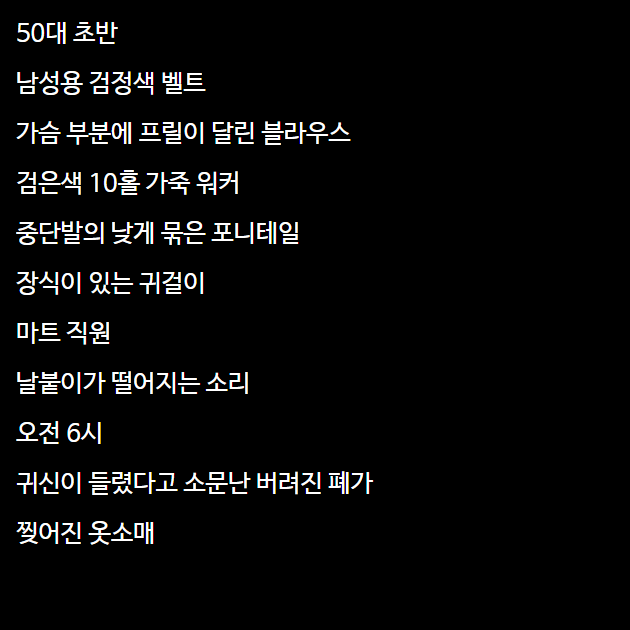 50대 초반
남성용 검정색 벨트
가슴 부분에 프릴이 달린 블라우스
검은색 10홀 가죽 워커
중단발의 낮게 묶은 포니테일
장식이 있는 귀걸이
마트 직원
날붙이가 떨어지는 소리
오전 6시
귀신이 들렸다고 소문난 버려진 폐가
찢어진 옷소매